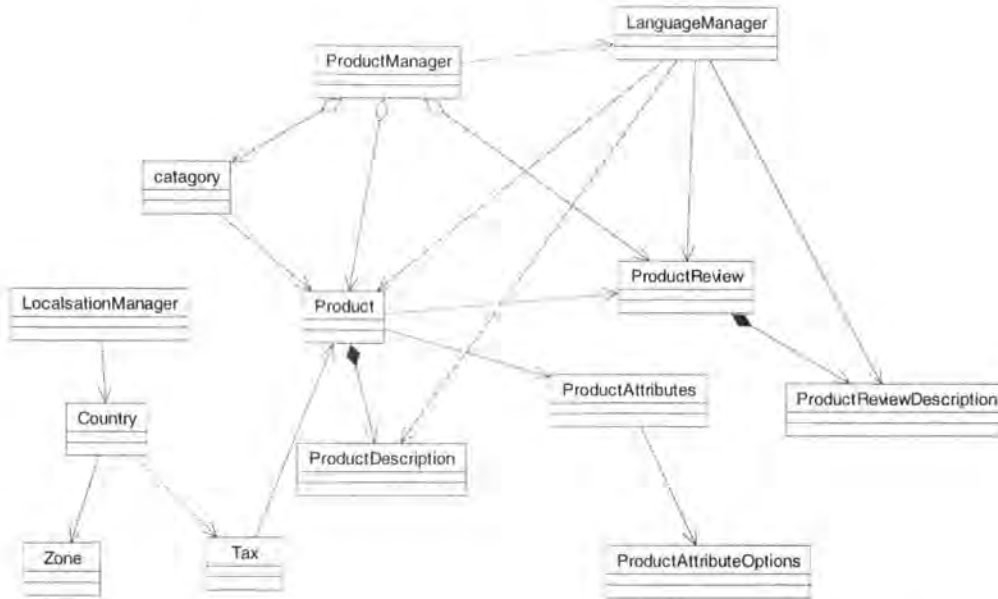 LanguageManager
ProductManager
catagory
ProductReview
LocalsationManager
Product
ProductAttributes
ProductReviewDescription
Country
ProductDescription
Zone
Tax
ProductAttributeOptions